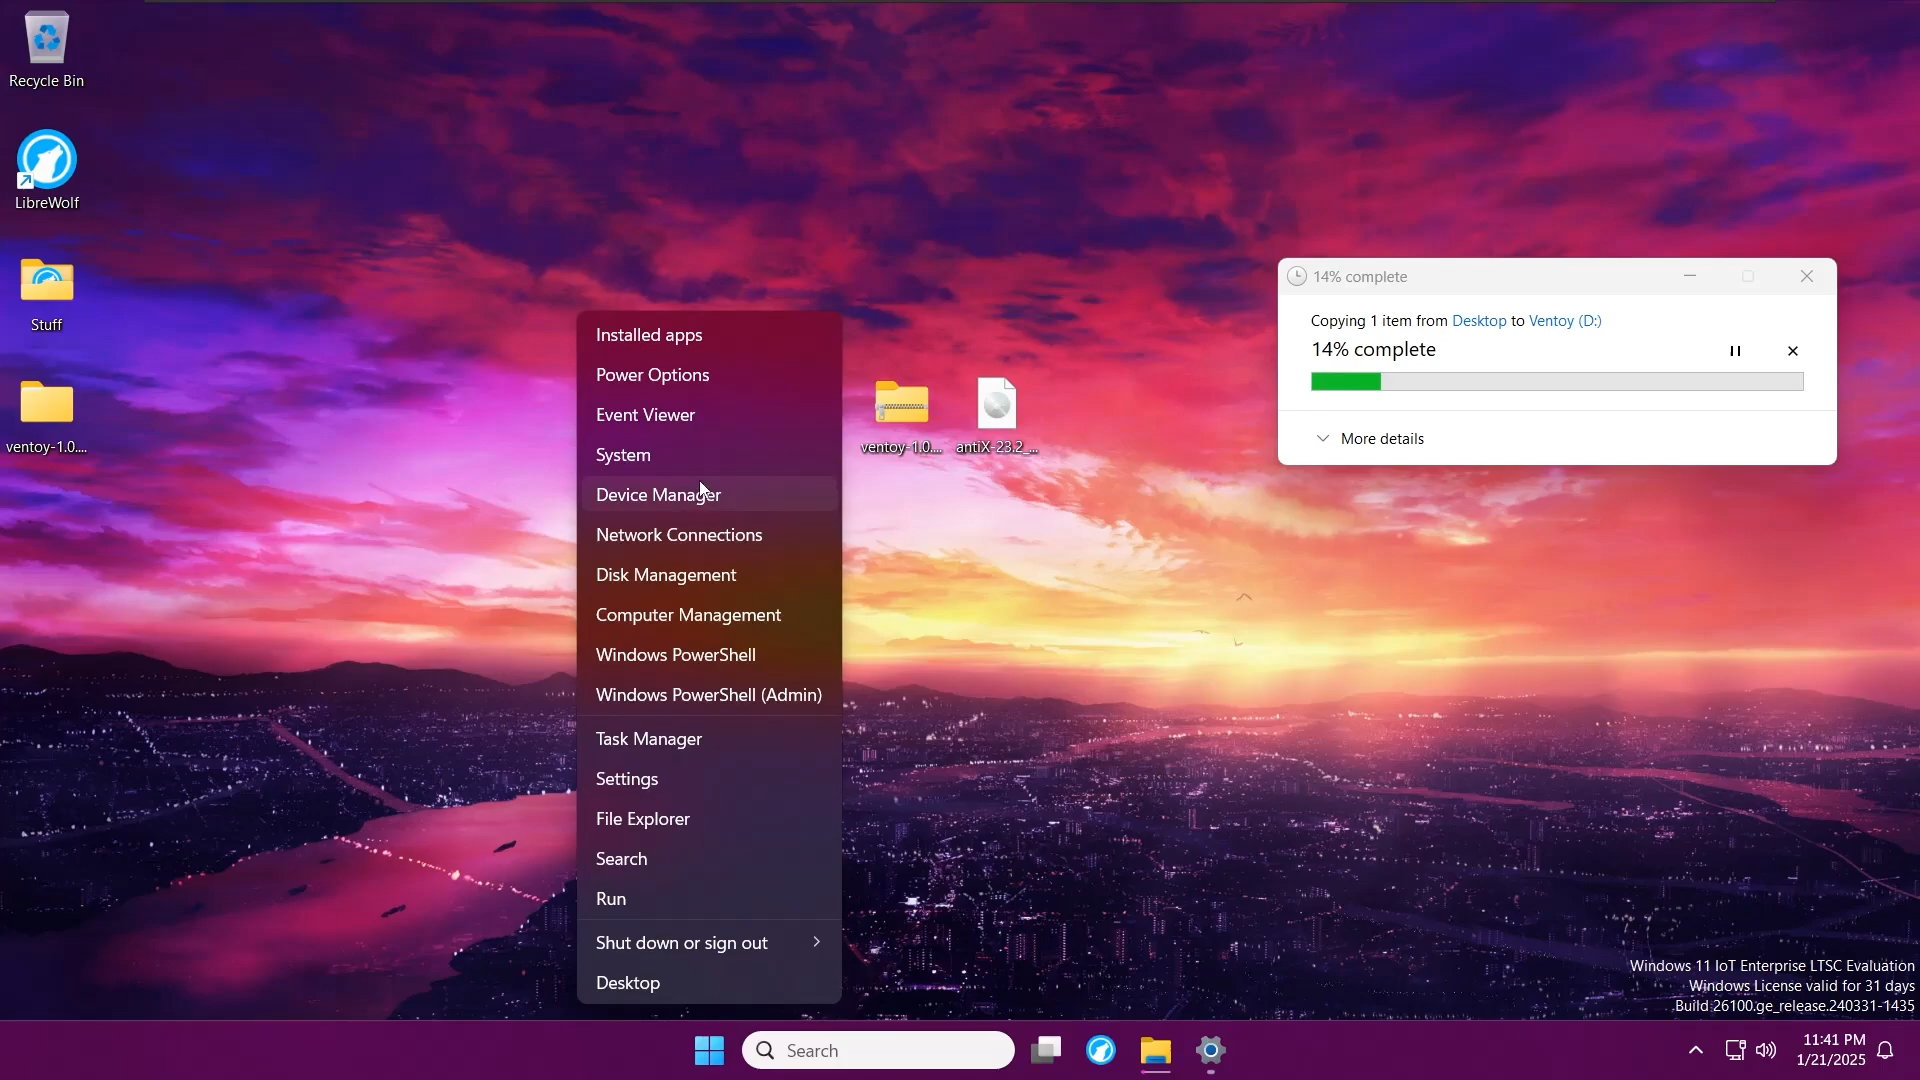 Recycle Bin
LibreWolf
Stuff
ventoy-1.0....
Installed apps
Power Options
Event Viewer
System
Device Manager
Network Connections
Disk Management
Computer Management
Windows PowerShell
Windows PowerShell (Admin)
Task Manager
Settings
File Explorer
Search
Run
Shut down or sign out
Desktop
ventoy-1.0....
antiX-23.2_...
14% complete
Copying 1 item from Desktop to Ventoy (D:)
14% complete
More details
Windows 11 IoT Enterprise LTSC Evaluation
Windows License valid for 31 days
Build 26100.ge_release.240331-1435
Search
11:41 PM
1/21/2025